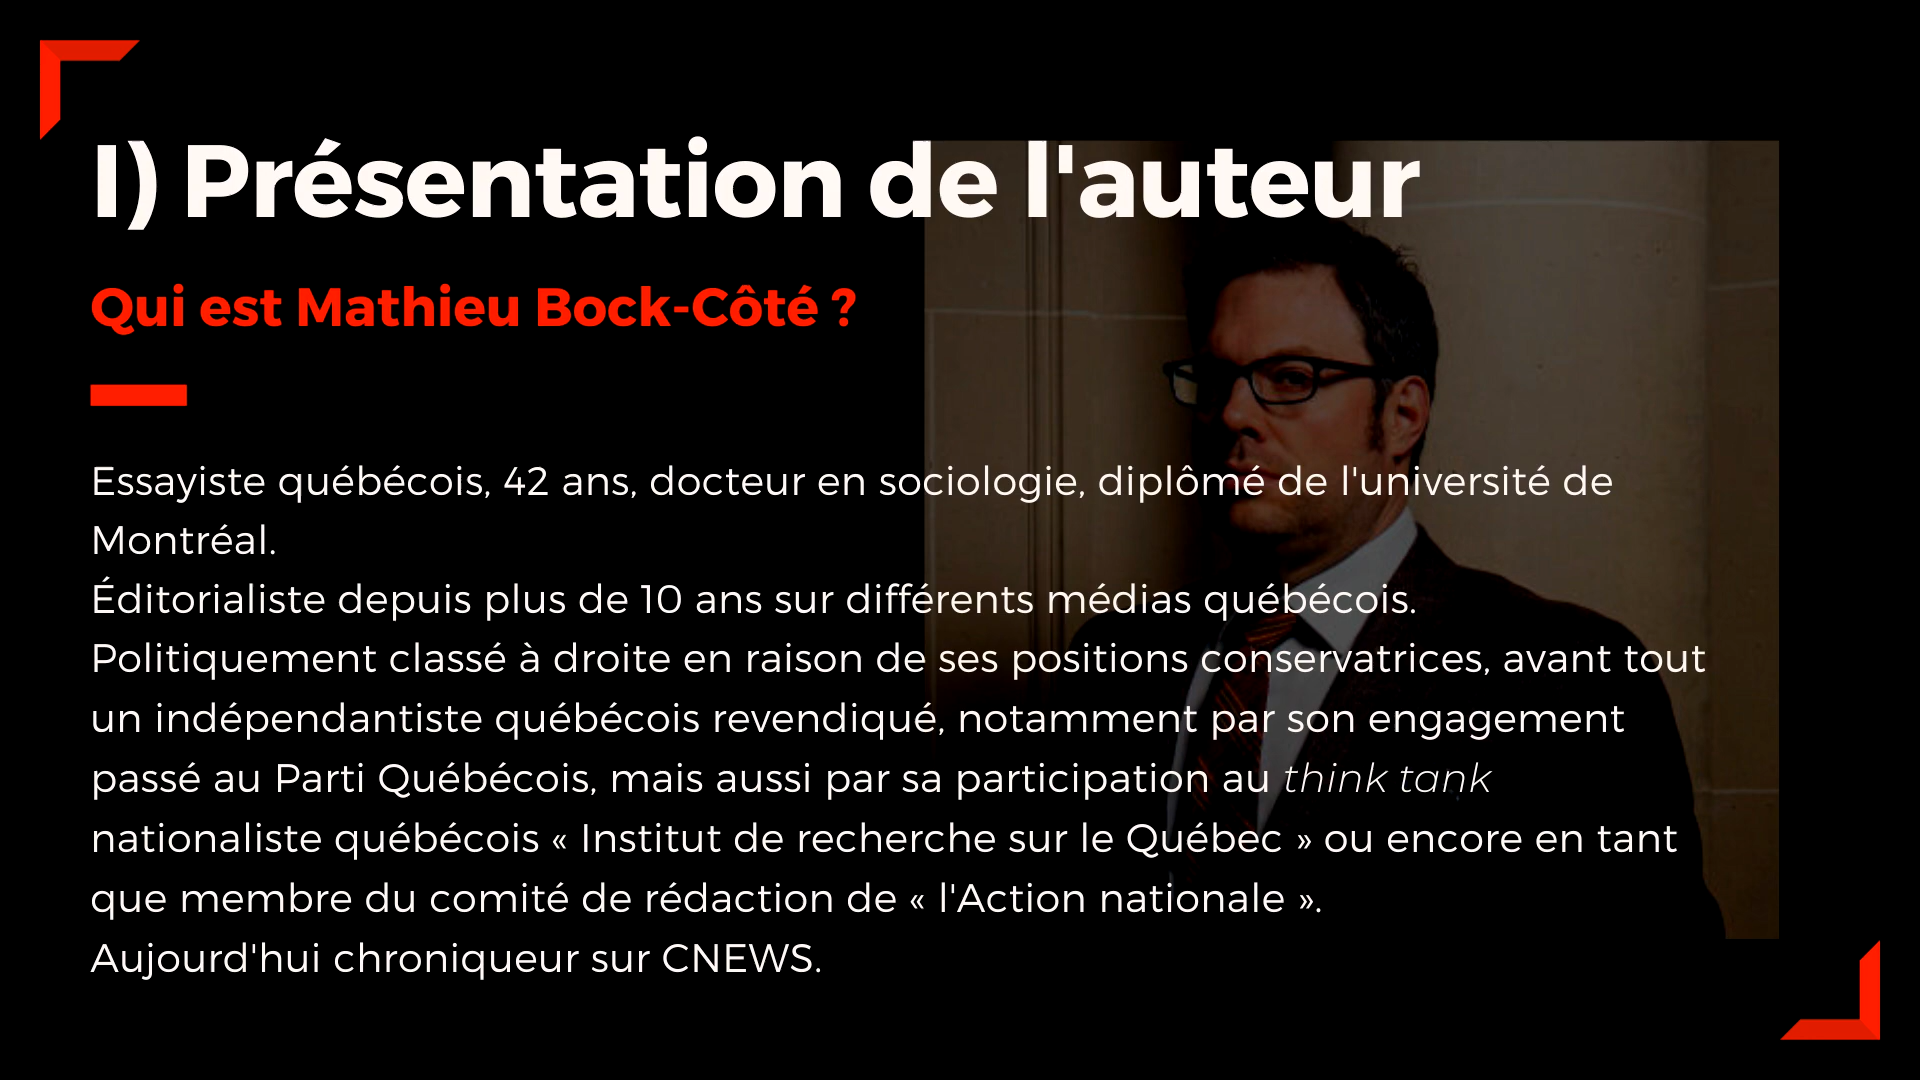 I) Présentation de l'auteur
Qui est Mathieu Bock-Côté ?
Essayiste québécois, 42 ans, docteur en sociologie, diplômé de l'université de
Montréal.
Éditorialiste depuis plus de 10 ans sur différents médias québécois.
Politiquement classé à droite en raison de ses positions conservatrices, avant tout
un indépendantiste québécois revendiqué, notamment par son engagement
passé au Parti Québécois, mais aussi par sa participation au think tank
nationaliste québécois « Institut de recherche sur le Québec » ou encore en tant
que membre du comité de rédaction de « l'Action nationale ».
Aujourd'hui chroniqueur sur CNEWS.